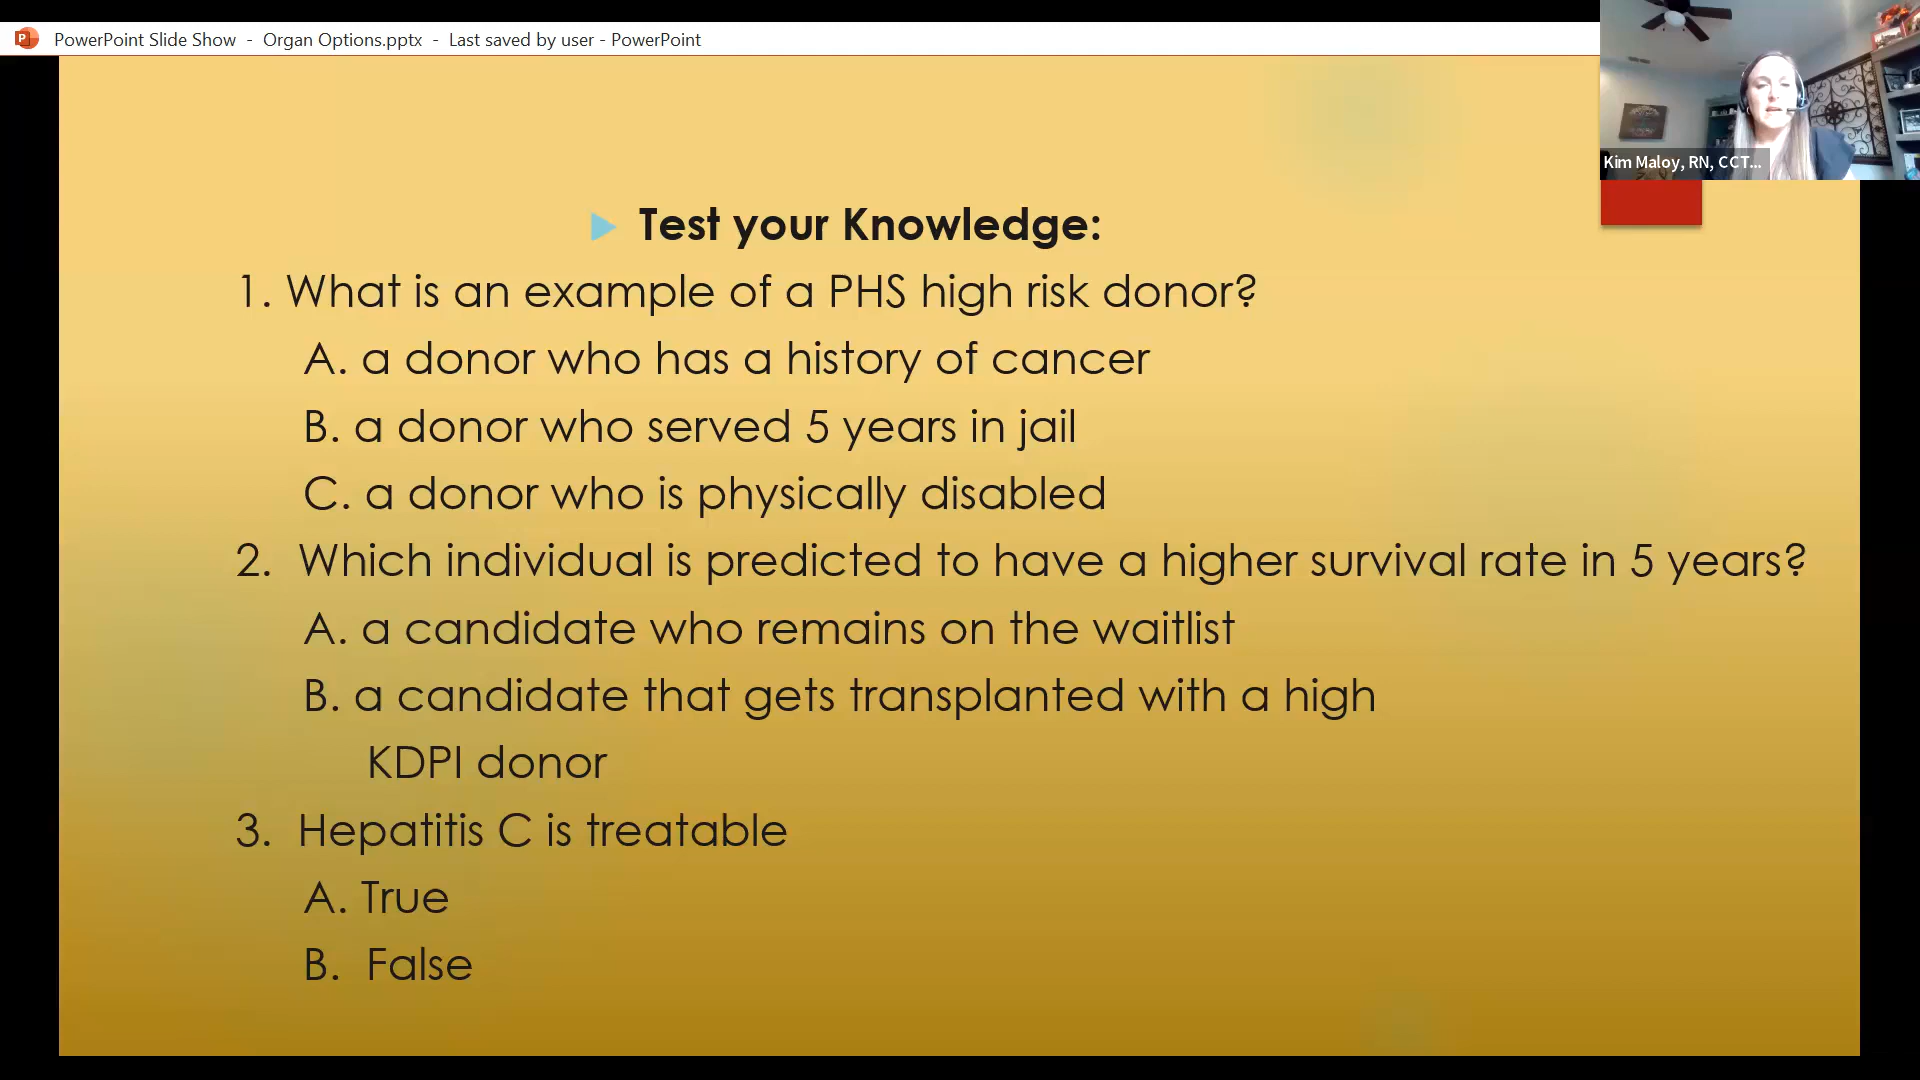 PowerPoint Slide Show - Organ Options.pptx - Last saved by user - PowerPoint
Kim Maloy, RN, CCT...
Test your Knowledge:
1. What is an example of a PHS high risk donor?
A. a donor who has a history of cancer
B. a donor who served 5 years in jail
C. a donor who is physically disabled
2. Which individual is predicted to have a higher survival rate in 5 years?
A. a candidate who remains on the waitlist
B. a candidate that gets transplanted with a high
KDPI donor
3. Hepatitis C is treatable
A. True
B. False